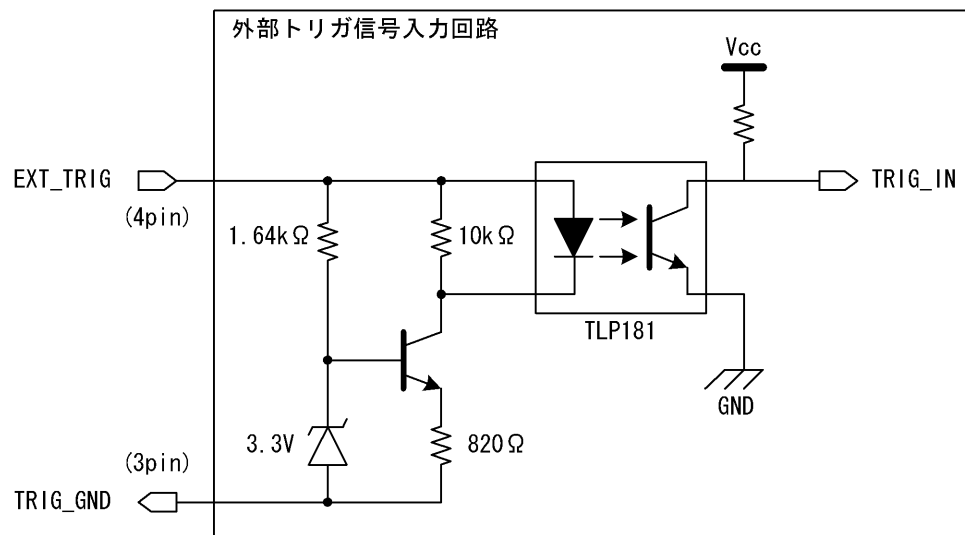 外部トリガ信号入力回路
Vcc
EXT_TRIG
(4pin)
TRIG_IN
1.64kΩ
10kΩ
TLP181
GND
3.3V
820Ω
(3pin)
TRIG_GND